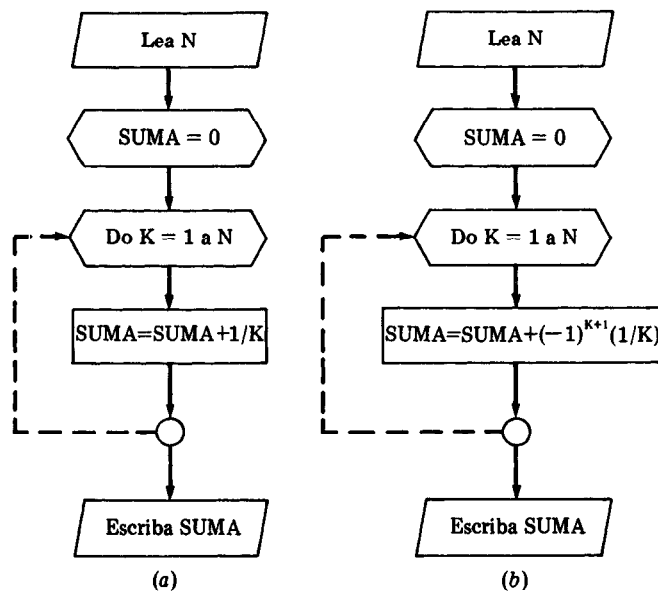 Lea N
SUMA = 0
Do K = 1 a N
SUMA=SUMA+1/K
Escriba SUMA
(a)
Lea N
SUMA = 0
Do K = 1 a N
SUMA=SUMA+(−1)^{K+1}(1/K)
Escriba SUMA
(b)